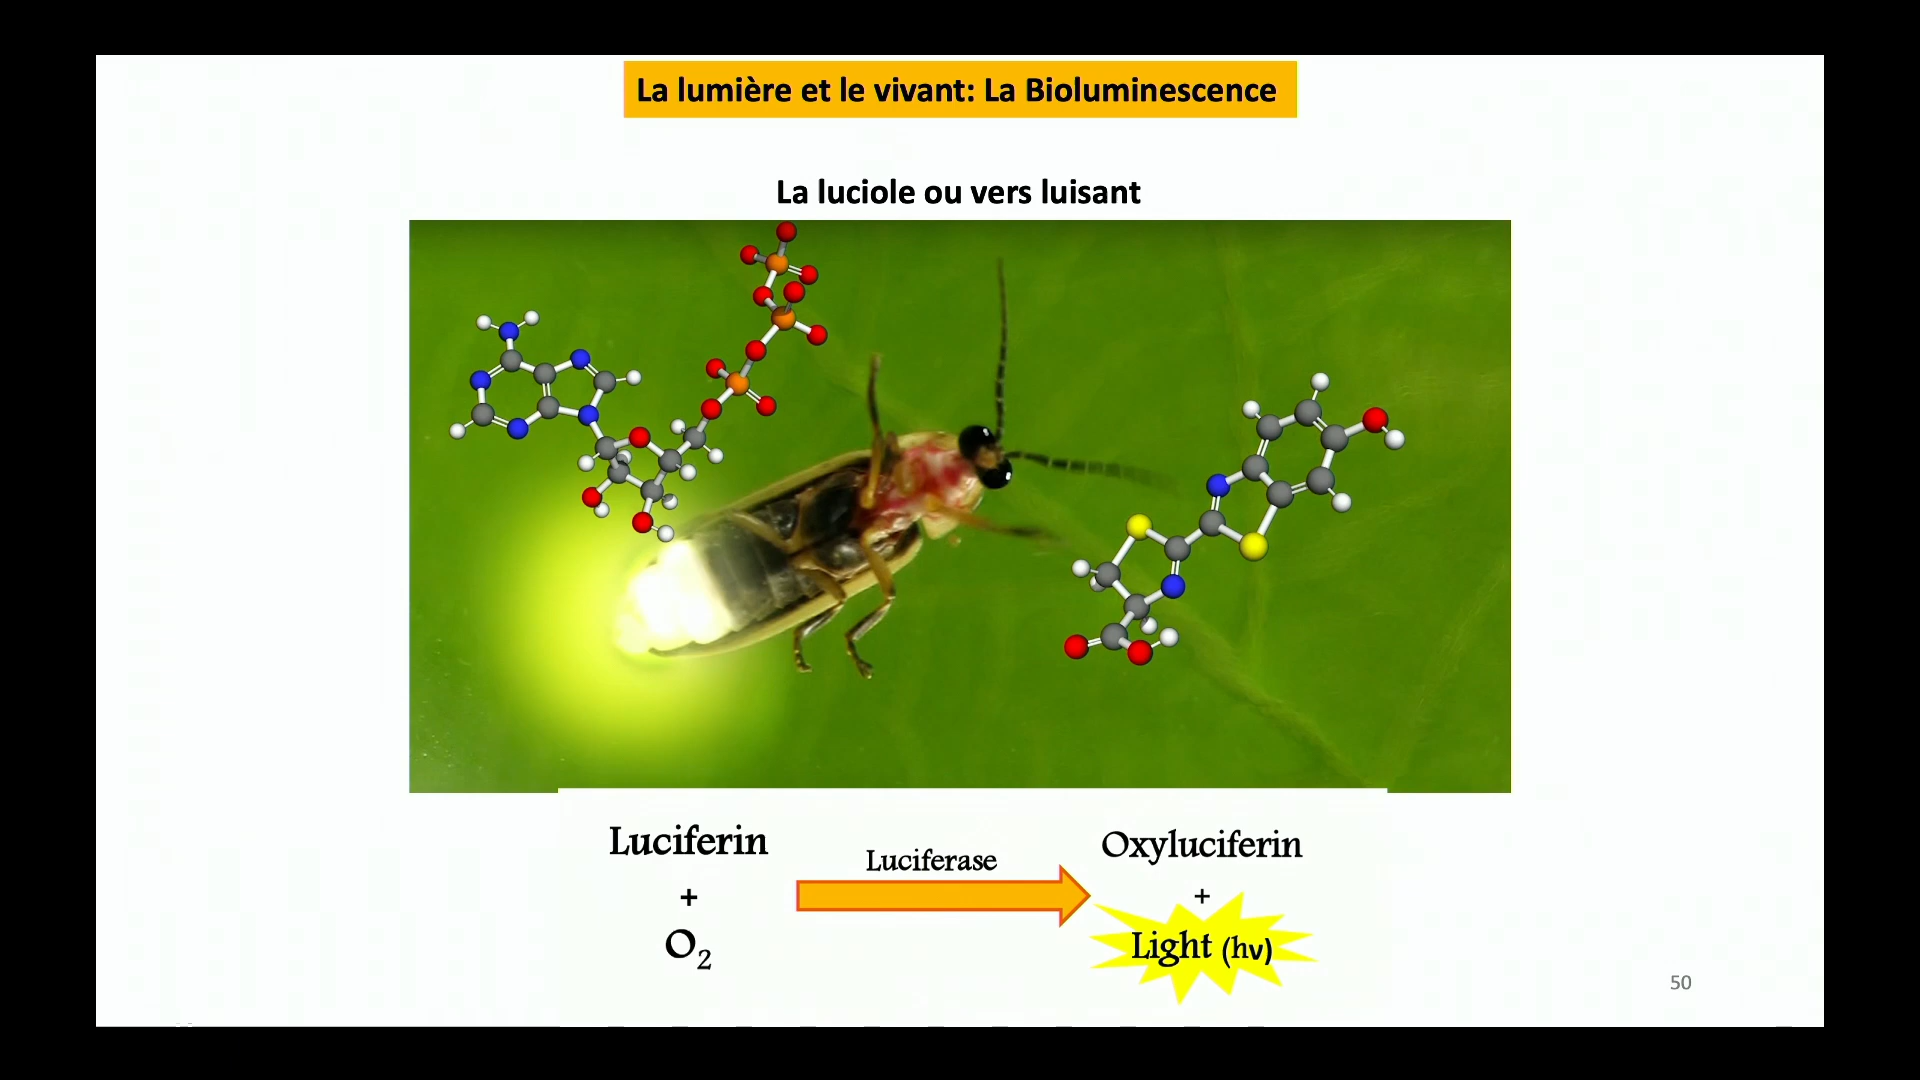 La lumière et le vivant: La Bioluminescence
La luciole ou vers luisant
Luciferin
+
O₂
Luciferase
Oxyluciferin
+
Light (hν)
50